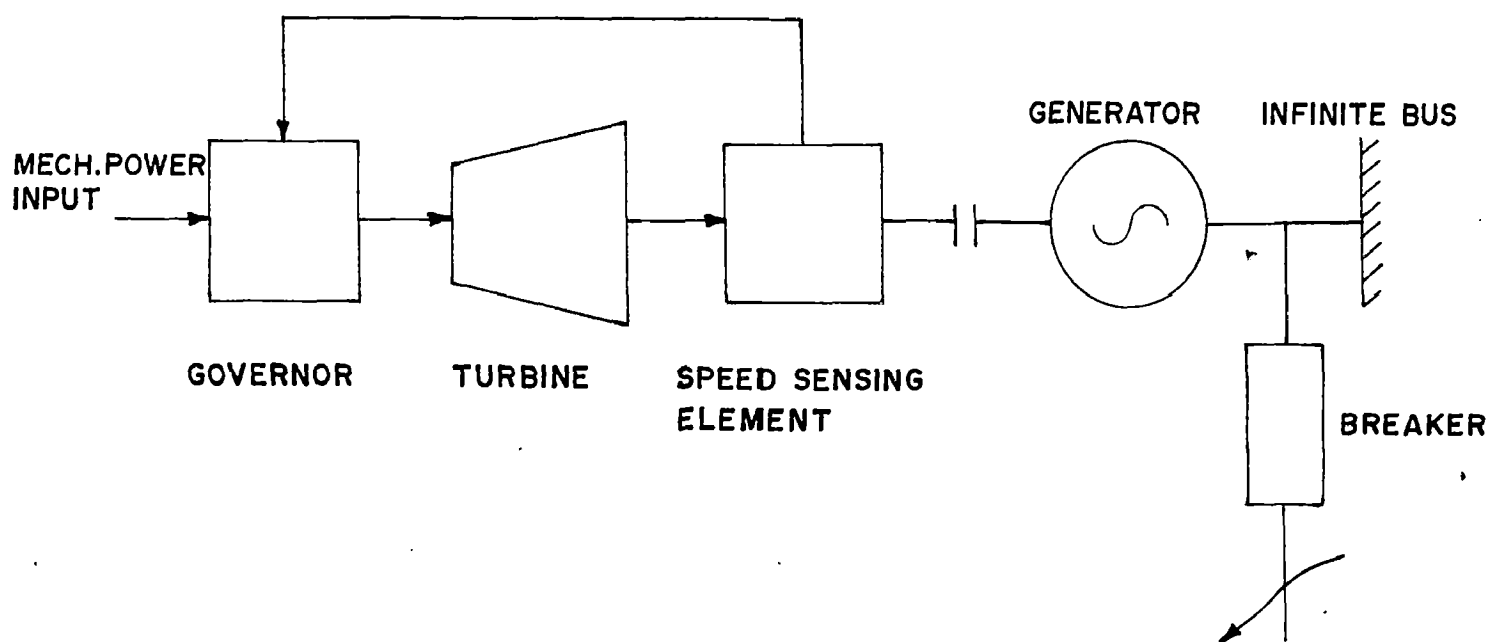 GENERATOR
INFINITE BUS
MECH.POWER
INPUT
GOVERNOR
TURBINE
SPEED SENSING
ELEMENT
BREAKER